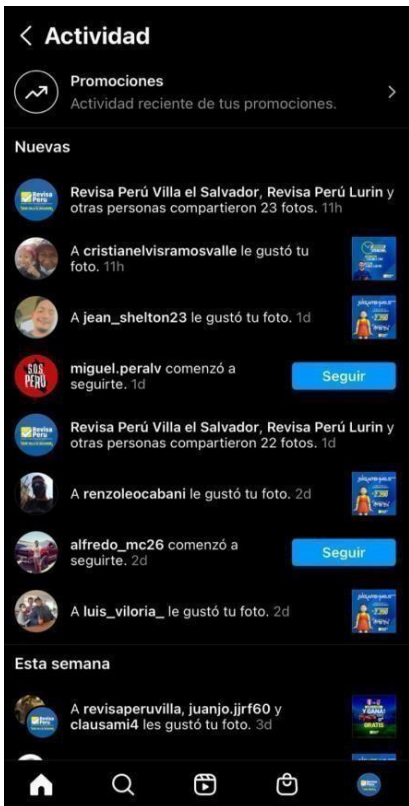 Actividad
Promociones
Actividad reciente de tus promociones.
Nuevas
Revisa Perú Villa el Salvador, Revisa Perú Lurin y
otras personas compartieron 23 fotos. 11h
A cristianelvisramosvalle le gustó tu
foto. 11h
A jean_shelton23 le gustó tu foto. 1d
S.O.S
PERÚ
miguel.peralv comenzó a
seguirte. 1d
Seguir
Revisa Perú Villa el Salvador, Revisa Perú Lurin y
otras personas compartieron 22 fotos. 1d
A renzoleocabani le gustó tu foto. 2d
alfredo_mc26 comenzó a
seguirte. 2d
Seguir
A luis_viloria_ le gustó tu foto. 2d
Esta semana
A revisaperuvilla, juanjo.jjrf60 y
clausami4 les gustó tu foto. 3d
Y GANA!
GRATIS